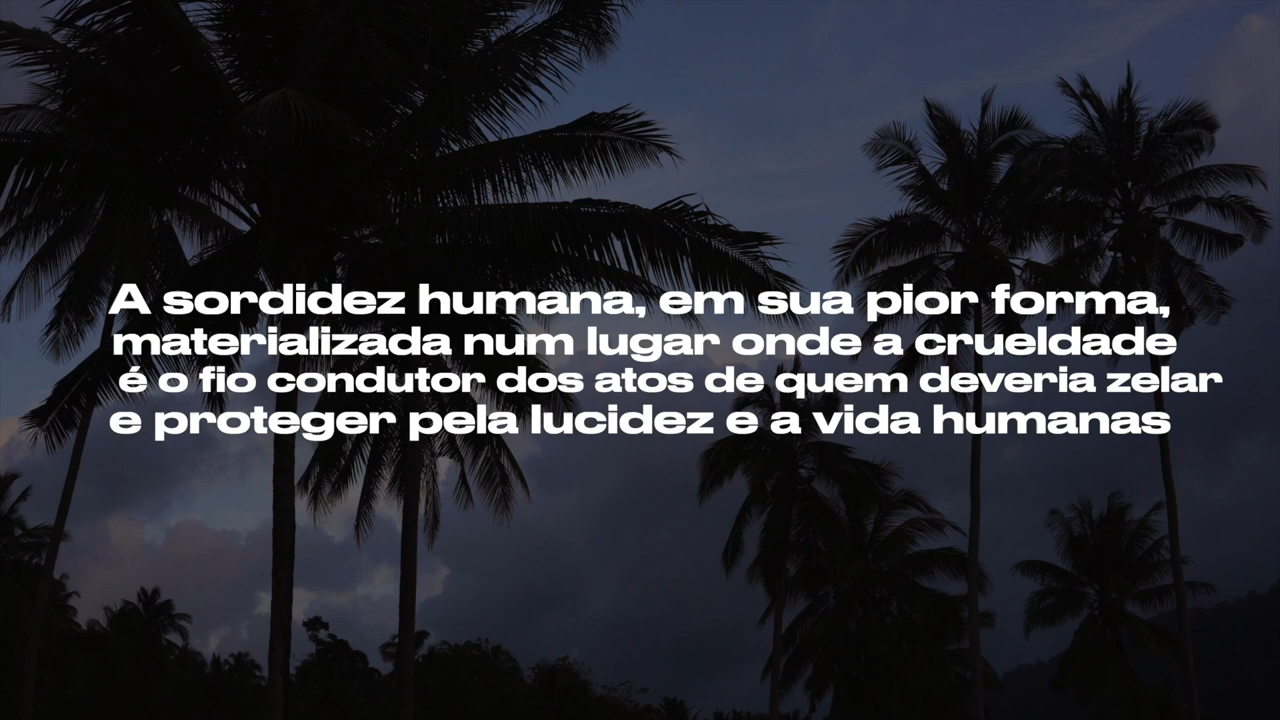 A sordidez humana, em sua pior forma,
materializada num lugar onde a crueldade
é o fio condutor dos atos de quem deveria zelar
e proteger pela lucidez e a vida humanas